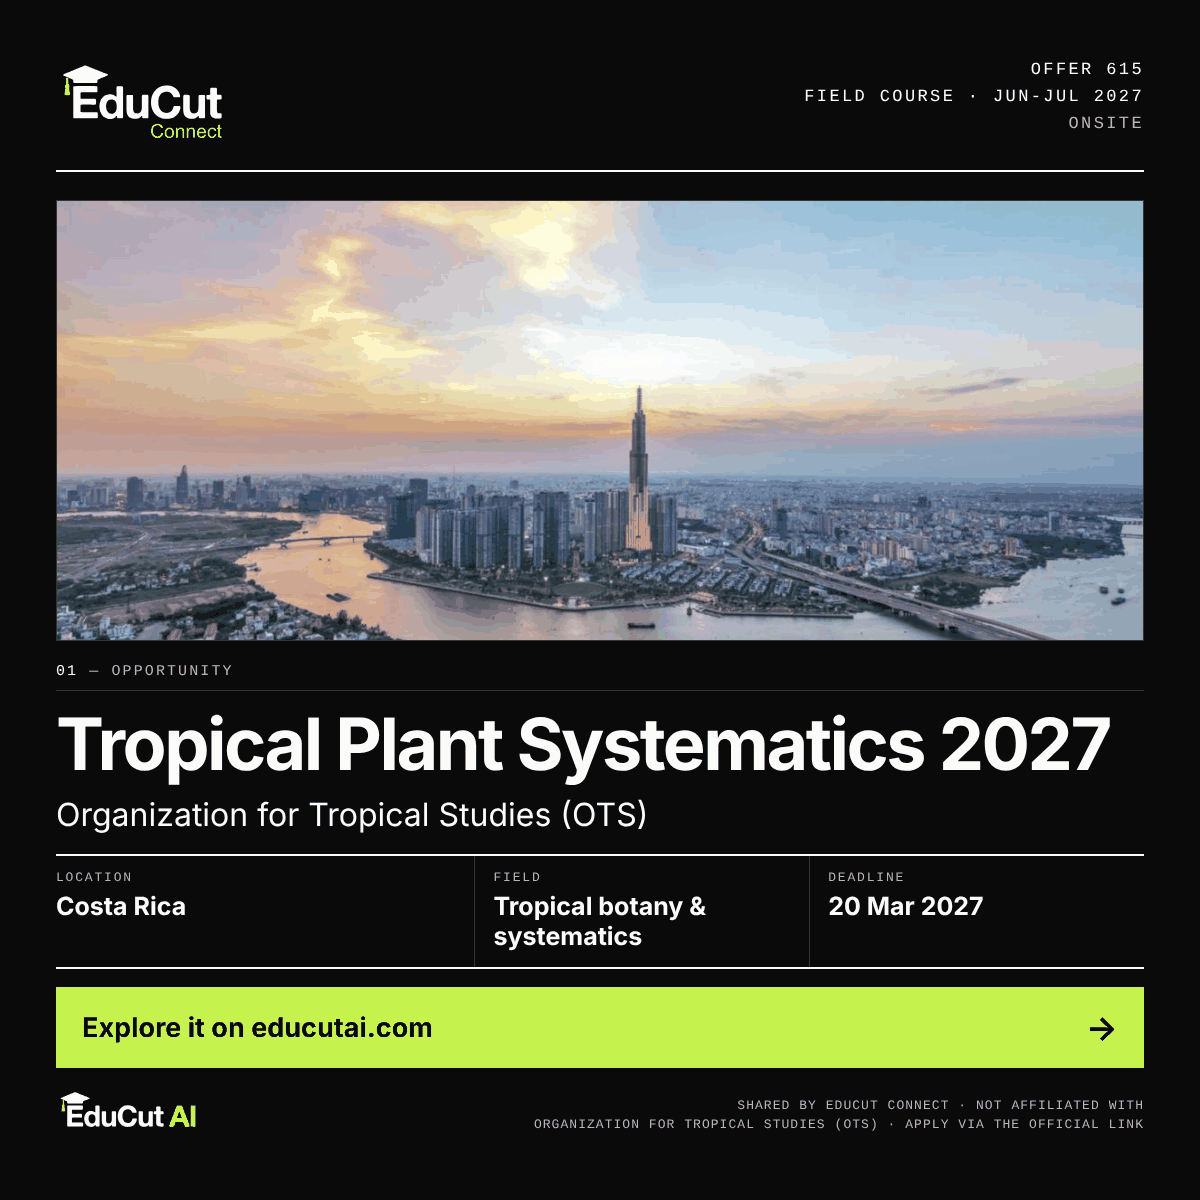 EduCut
Connect
OFFER 615
FIELD COURSE · JUN-JUL 2027
ONSITE
01 — OPPORTUNITY
Tropical Plant Systematics 2027
Organization for Tropical Studies (OTS)
LOCATION
Costa Rica
FIELD
Tropical botany &
systematics
DEADLINE
20 Mar 2027
Explore it on educutai.com →
EduCut AI
SHARED BY EDUCUT CONNECT · NOT AFFILIATED WITH
ORGANIZATION FOR TROPICAL STUDIES (OTS) · APPLY VIA THE OFFICIAL LINK